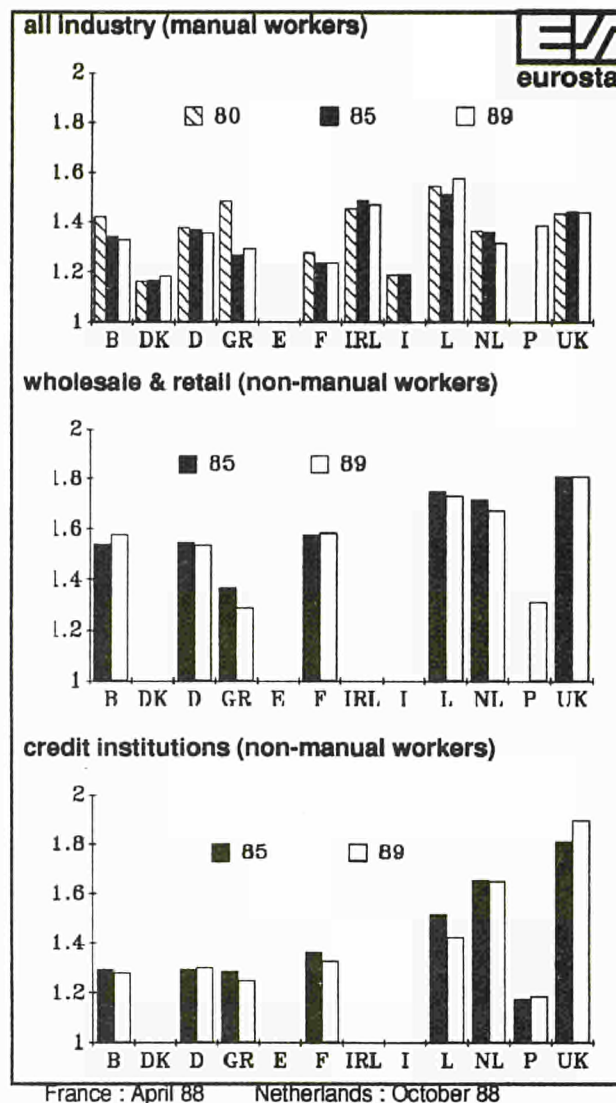 all industry (manual workers)
eurosta
2
1.8
1.6
1.4
1.2
1
80 85 89
B DK D GR E F IRL I L NL P UK
wholesale & retail (non-manual workers)
2
1.8
1.6
1.4
1.2
1
85 89
B DK D GR E F IRL I L NL P UK
credit institutions (non-manual workers)
2
1.8
1.6
1.4
1.2
1
85 89
B DK D GR E F IRL I L NL P UK
France : April 88 Netherlands : October 88